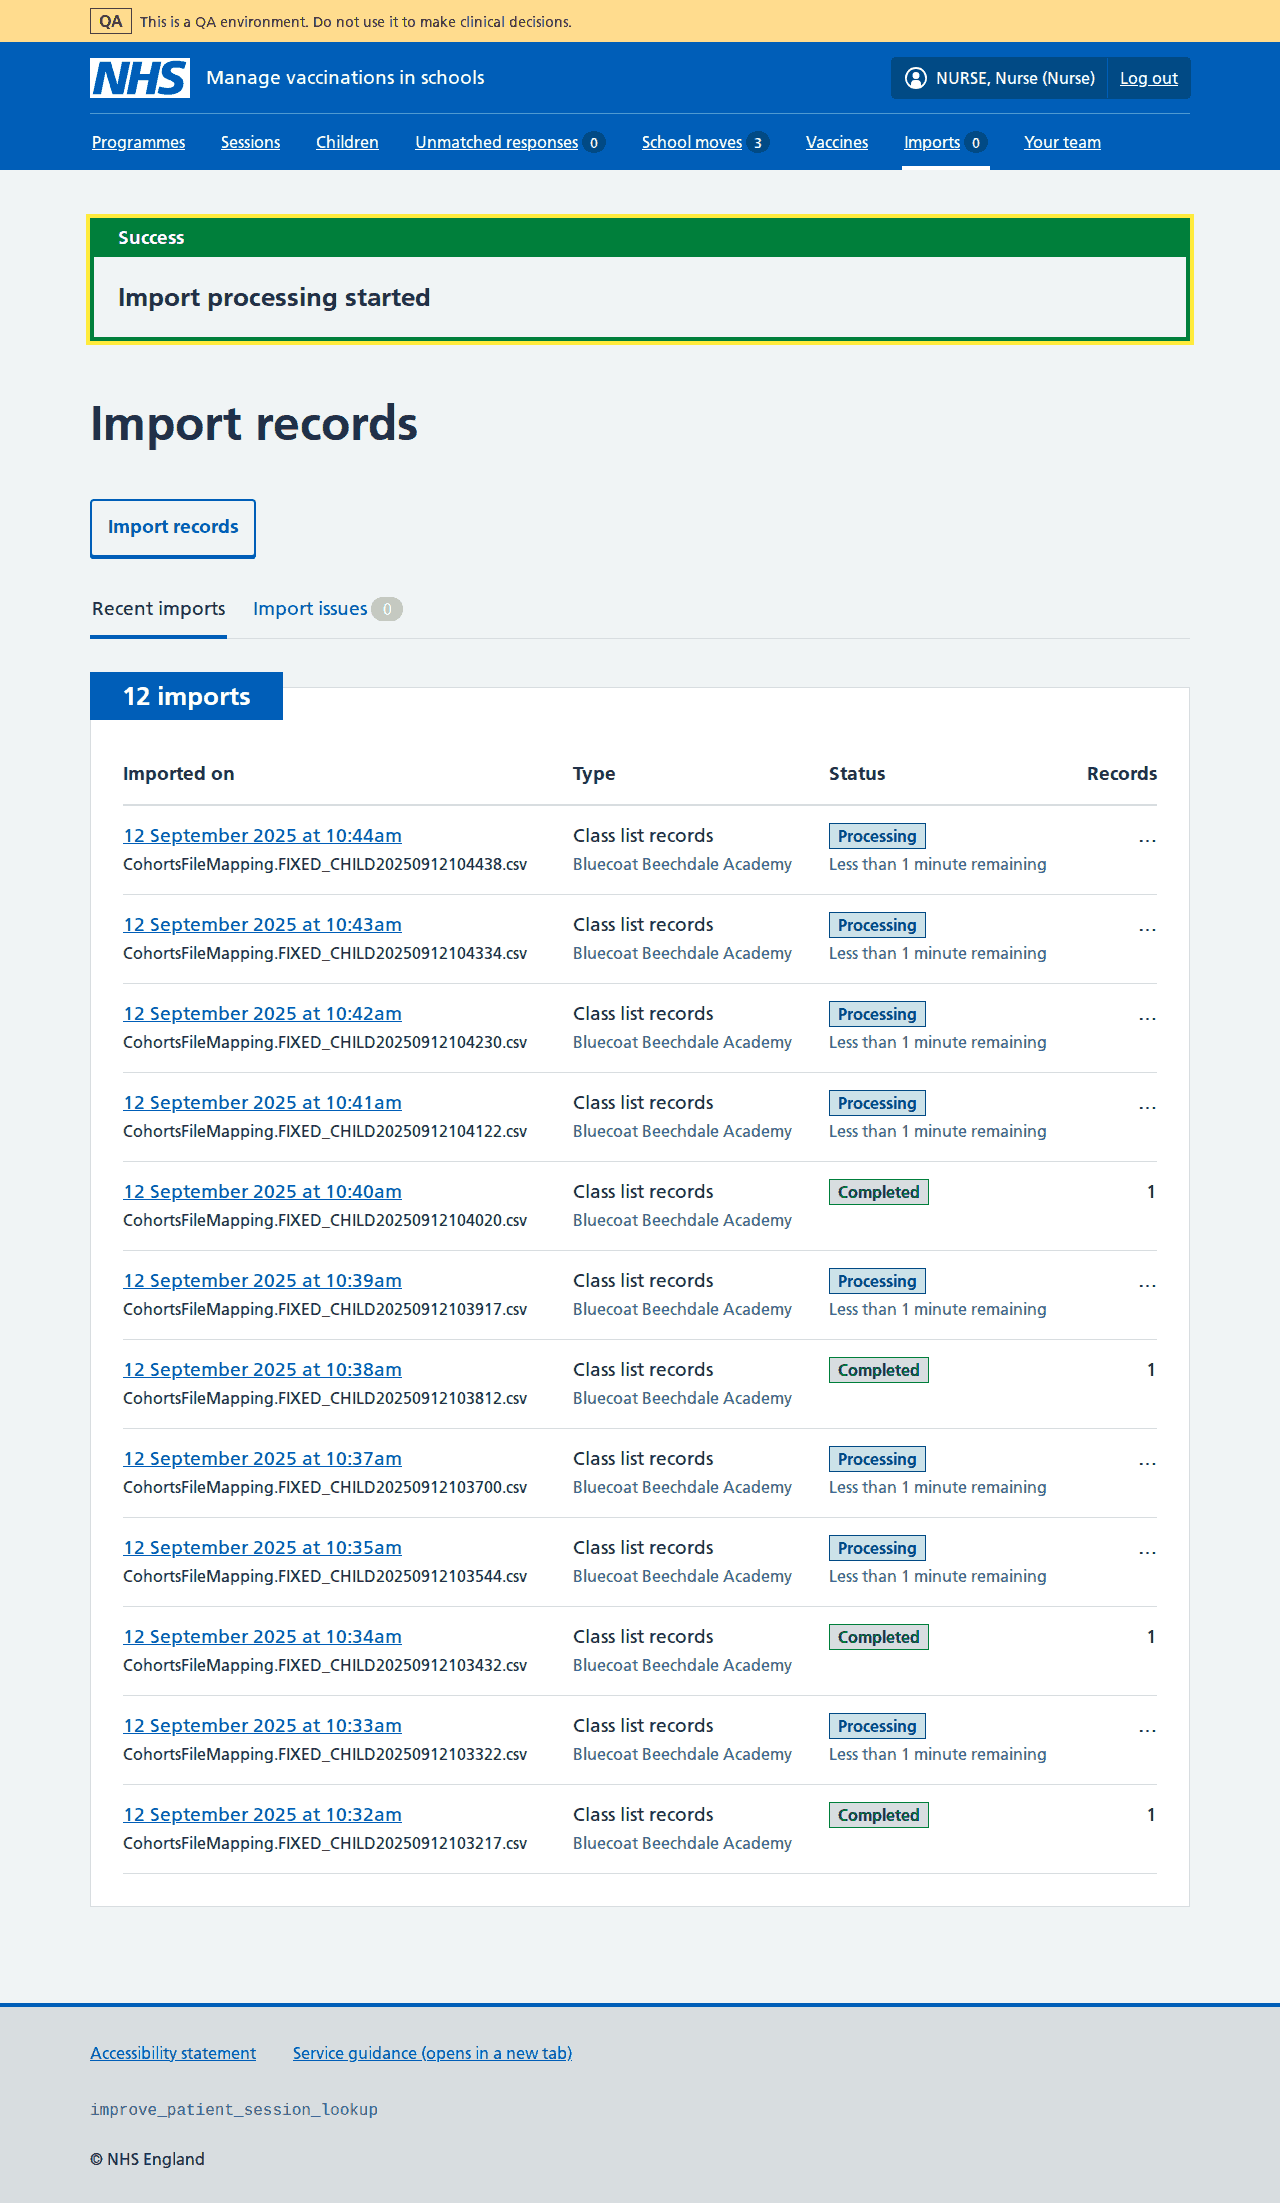 QA This is a QA environment. Do not use it to make clinical decisions.
NHS Manage vaccinations in schools NURSE, Nurse (Nurse) Log out
Programmes Sessions Children Unmatched responses 0 School moves 3 Vaccines Imports 0 Your team
Success
Import processing started
Import records
Import records
Recent imports Import issues 0
12 imports
Imported on Type Status Records
12 September 2025 at 10:44am Class list records Processing ...
CohortsFileMapping.FIXED_CHILD20250912104438.csv Bluecoat Beechdale Academy Less than 1 minute remaining
12 September 2025 at 10:43am Class list records Processing ...
CohortsFileMapping.FIXED_CHILD20250912104334.csv Bluecoat Beechdale Academy Less than 1 minute remaining
12 September 2025 at 10:42am Class list records Processing ...
CohortsFileMapping.FIXED_CHILD20250912104230.csv Bluecoat Beechdale Academy Less than 1 minute remaining
12 September 2025 at 10:41am Class list records Processing ...
CohortsFileMapping.FIXED_CHILD20250912104122.csv Bluecoat Beechdale Academy Less than 1 minute remaining
12 September 2025 at 10:40am Class list records Completed 1
CohortsFileMapping.FIXED_CHILD20250912104020.csv Bluecoat Beechdale Academy
12 September 2025 at 10:39am Class list records Processing ...
CohortsFileMapping.FIXED_CHILD20250912103917.csv Bluecoat Beechdale Academy Less than 1 minute remaining
12 September 2025 at 10:38am Class list records Completed 1
CohortsFileMapping.FIXED_CHILD20250912103812.csv Bluecoat Beechdale Academy
12 September 2025 at 10:37am Class list records Processing ...
CohortsFileMapping.FIXED_CHILD20250912103700.csv Bluecoat Beechdale Academy Less than 1 minute remaining
12 September 2025 at 10:35am Class list records Processing ...
CohortsFileMapping.FIXED_CHILD20250912103544.csv Bluecoat Beechdale Academy Less than 1 minute remaining
12 September 2025 at 10:34am Class list records Completed 1
CohortsFileMapping.FIXED_CHILD20250912103432.csv Bluecoat Beechdale Academy
12 September 2025 at 10:33am Class list records Processing ...
CohortsFileMapping.FIXED_CHILD20250912103322.csv Bluecoat Beechdale Academy Less than 1 minute remaining
12 September 2025 at 10:32am Class list records Completed 1
CohortsFileMapping.FIXED_CHILD20250912103217.csv Bluecoat Beechdale Academy
Accessibility statement Service guidance (opens in a new tab)
improve_patient_session_lookup
© NHS England